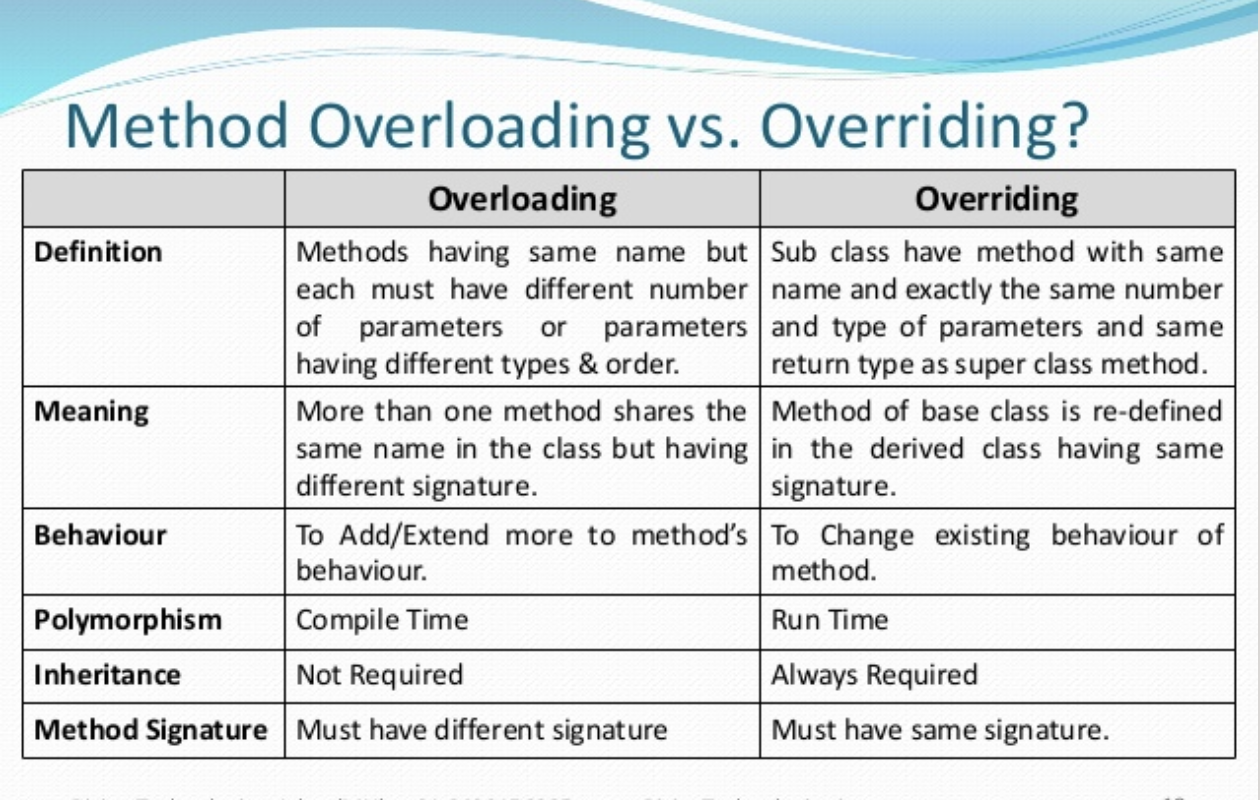 Method Overloading vs. Overriding?
Overloading
Overriding
Definition
Methods having same name but
each must have different number
of parameters or parameters
having different types & order.
Sub class have method with same
name and exactly the same number
and type of parameters and same
return type as super class method.
Meaning
More than one method shares the
same name in the class but having
different signature.
Method of base class is re-defined
in the derived class having same
signature.
Behaviour
To Add/Extend more to method's
behaviour.
To Change existing behaviour of
method.
Polymorphism
Compile Time
Run Time
Inheritance
Not Required
Always Required
Method Signature
Must have different signature
Must have same signature.